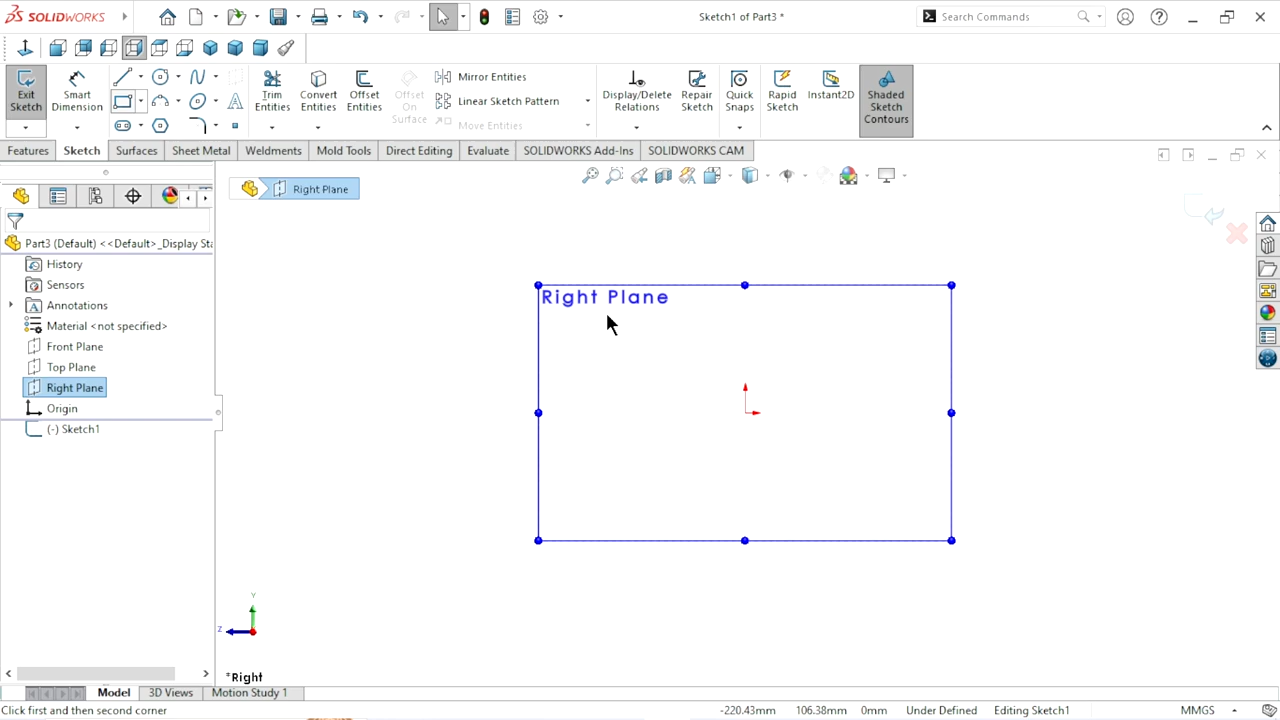 SOLIDWORKS
Sketch1 of Part3 *
Search Commands
Exit Sketch
Smart Dimension
Trim Entities
Convert Entities
Offset Entities
Offset On Surface
Mirror Entities
Linear Sketch Pattern
Move Entities
Display/Delete Relations
Repair Sketch
Quick Snaps
Rapid Sketch
Instant2D
Shaded Sketch Contours
Features
Sketch
Surfaces
Sheet Metal
Weldments
Mold Tools
Direct Editing
Evaluate
SOLIDWORKS Add-Ins
SOLIDWORKS CAM
Right Plane
Part3 (Default) <<Default>_Display Sta
History
Sensors
Annotations
Material <not specified>
Front Plane
Top Plane
Right Plane
Origin
(-) Sketch1
Right Plane
Y
Z
*Right
Model
3D Views
Motion Study 1
Click first and then second corner
-220.43mm
106.38mm
0mm
Under Defined
Editing Sketch1
MMGS